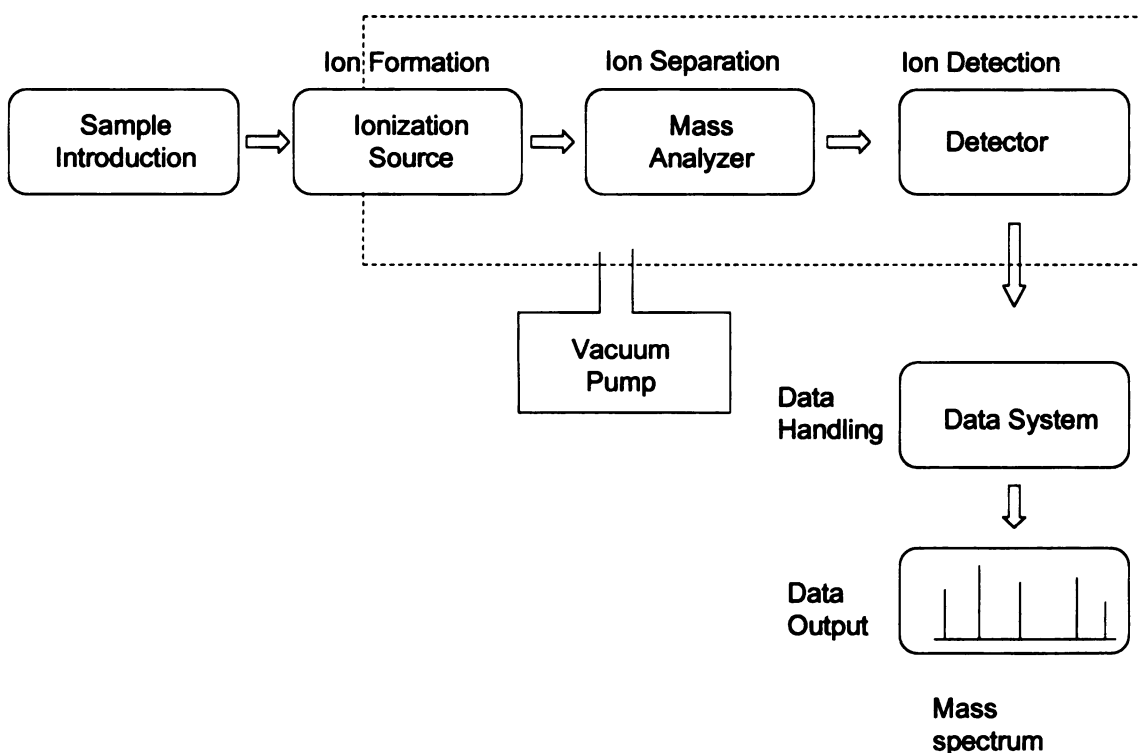 Ion Formation
Ion Separation
Ion Detection
Sample
Introduction
Ionization
Source
Mass
Analyzer
Detector
Vacuum
Pump
Data
Handling
Data System
Data
Output
Mass
spectrum